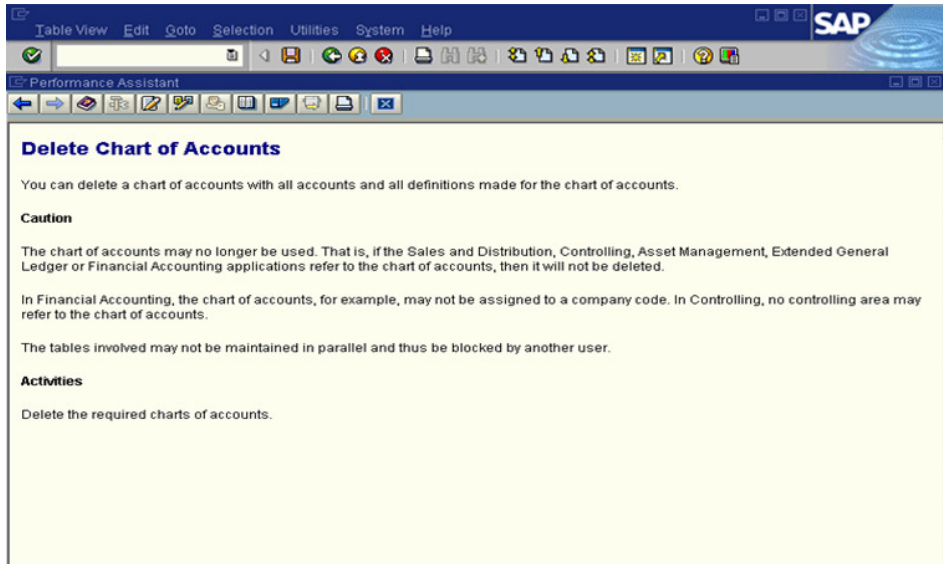 Table View Edit Goto Selection Utilities System Help
SAP
Performance Assistant
Delete Chart of Accounts
You can delete a chart of accounts with all accounts and all definitions made for the chart of accounts.
Caution
The chart of accounts may no longer be used. That is, if the Sales and Distribution, Controlling, Asset Management, Extended General
Ledger or Financial Accounting applications refer to the chart of accounts, then it will not be deleted.
In Financial Accounting, the chart of accounts, for example, may not be assigned to a company code. In Controlling, no controlling area may
refer to the chart of accounts.
The tables involved may not be maintained in parallel and thus be blocked by another user.
Activities
Delete the required charts of accounts.